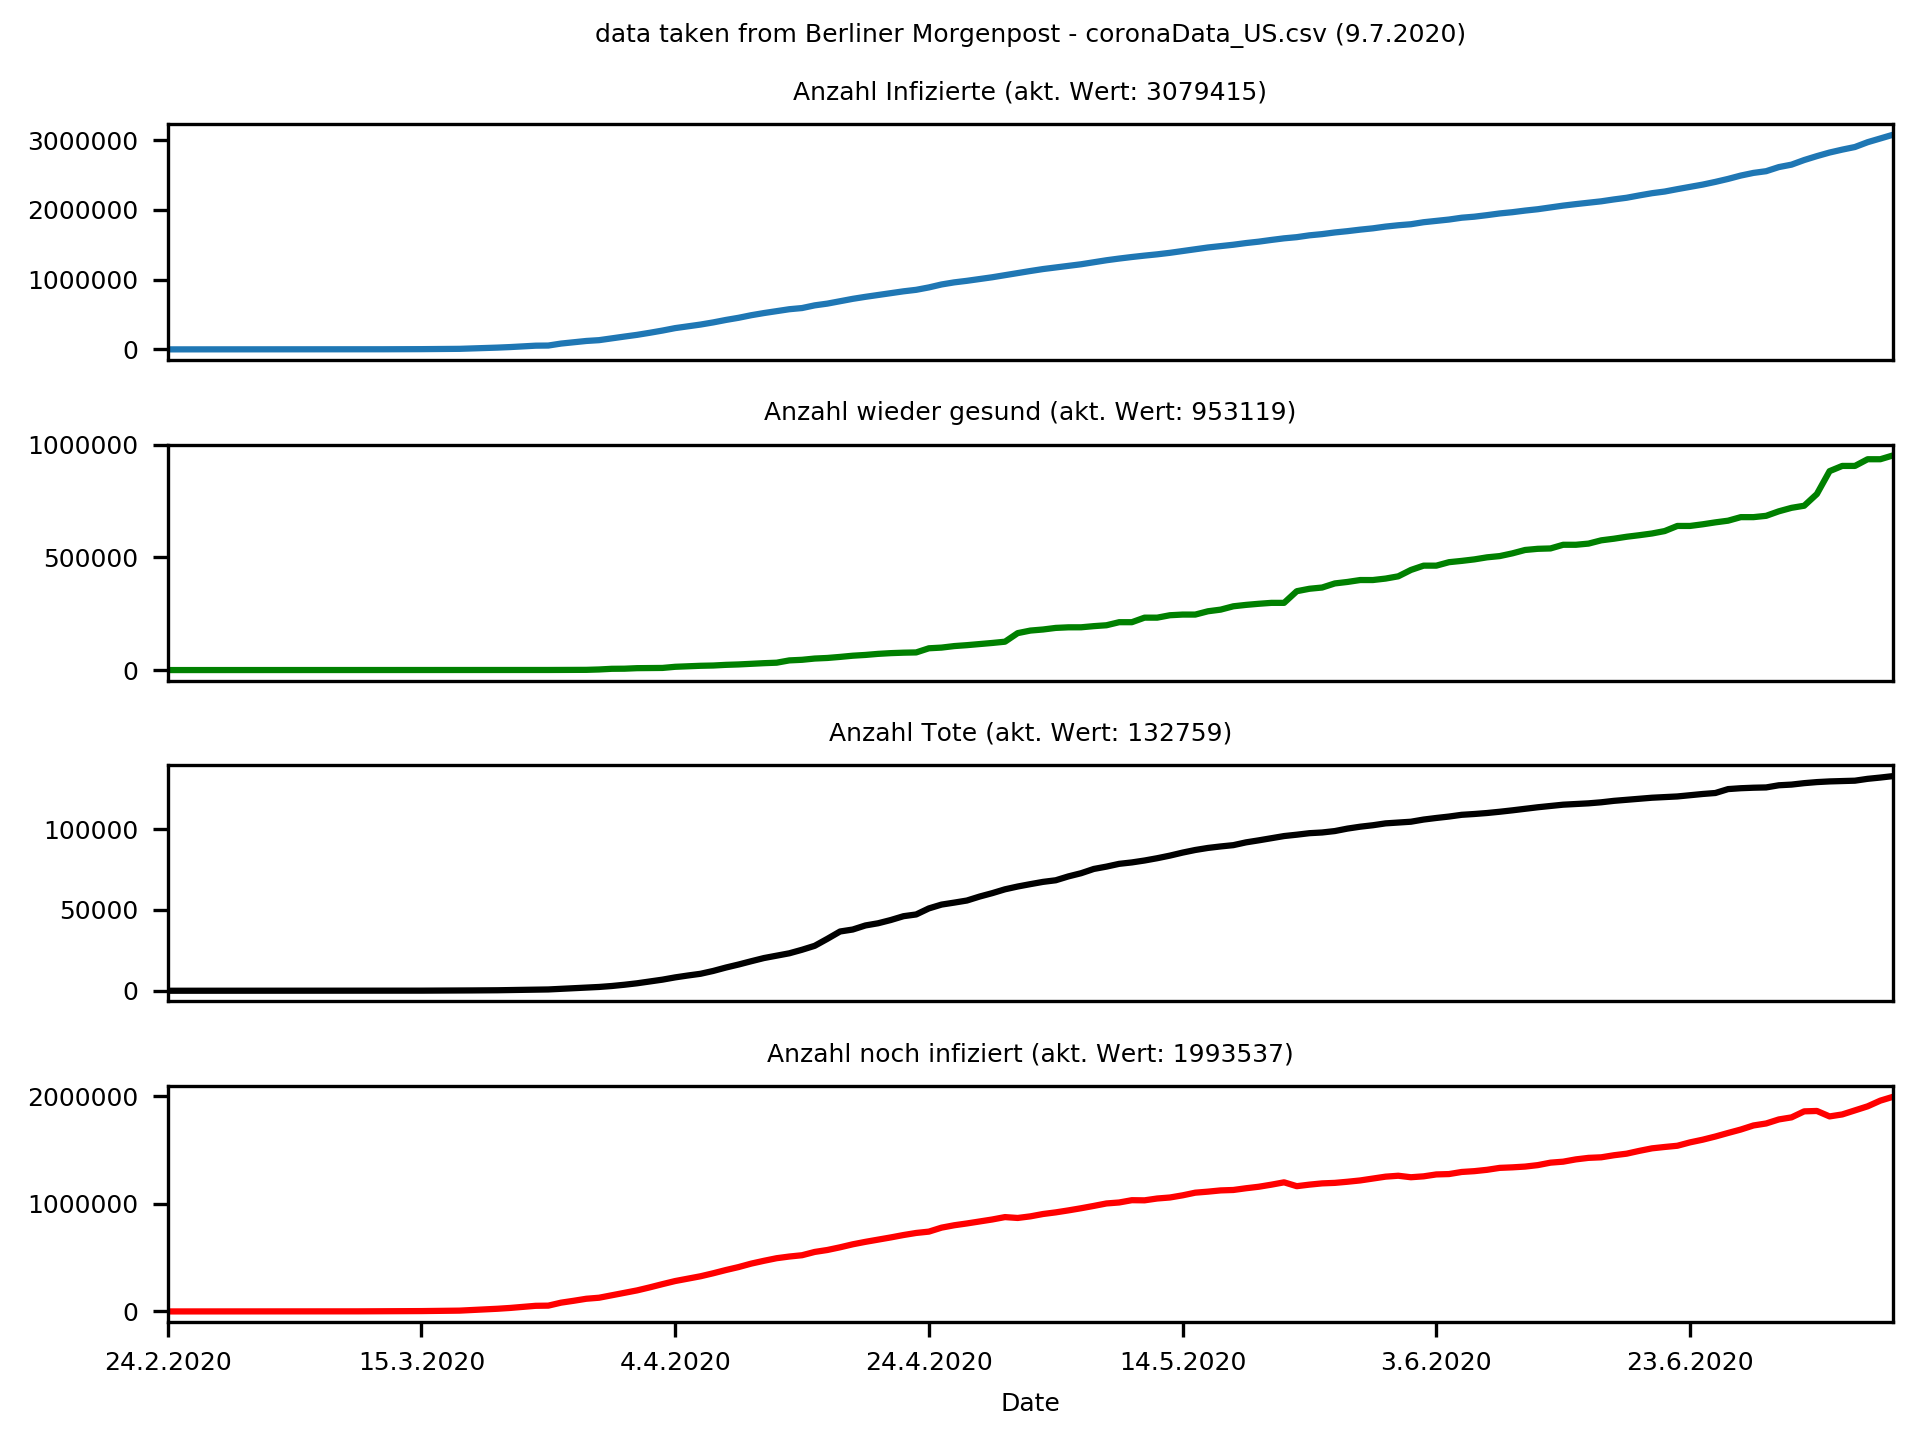 data taken from Berliner Morgenpost - coronaData_US.csv (9.7.2020)
Anzahl Infizierte (akt. Wert: 3079415)
3000000
2000000
1000000
0
Anzahl wieder gesund (akt. Wert: 953119)
1000000
500000
0
Anzahl Tote (akt. Wert: 132759)
100000
50000
0
Anzahl noch infiziert (akt. Wert: 1993537)
2000000
1000000
0
24.2.2020 15.3.2020 4.4.2020 24.4.2020 14.5.2020 3.6.2020 23.6.2020
Date